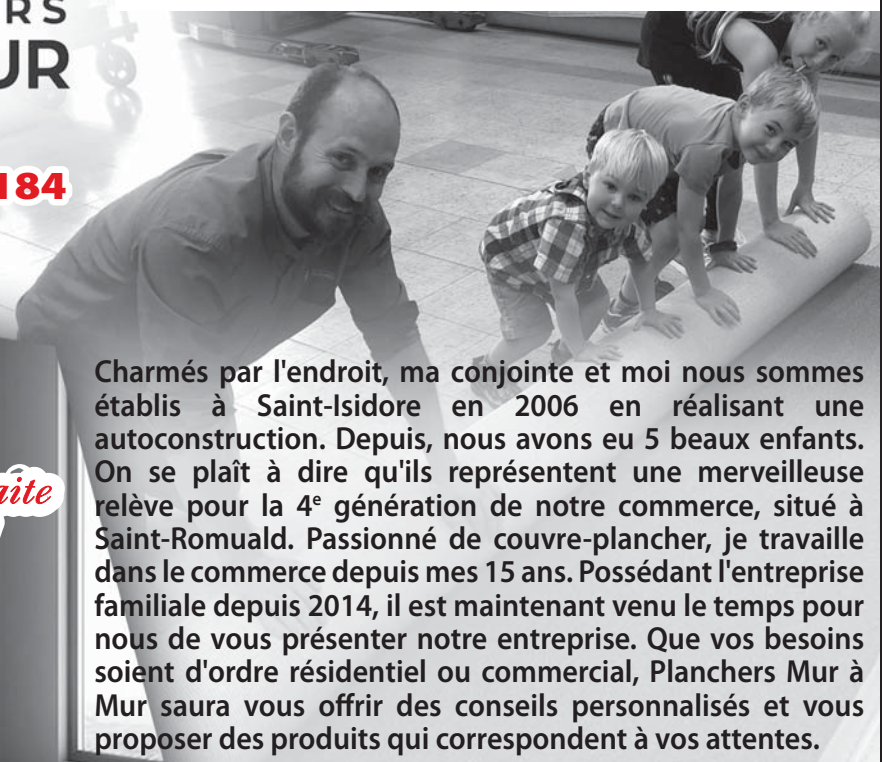 RS
UR
184
Charmés par l'endroit, ma conjointe et moi nous sommes
établis à Saint-Isidore en 2006 en réalisant une
autoconstruction. Depuis, nous avons eu 5 beaux enfants.
On se plaît à dire qu'ils représentent une merveilleuse
aite
relève pour la 4e génération de notre commerce, situé à
Saint-Romuald. Passionné de couvre-plancher, je travaille
dans le commerce depuis mes 15 ans. Possédant l'entreprise
familiale depuis 2014, il est maintenant venu le temps pour
nous de vous présenter notre entreprise. Que vos besoins
soient d'ordre résidentiel ou commercial, Planchers Mur à
Mur saura vous offrir des conseils personnalisés et vous
proposer des produits qui correspondent à vos attentes.